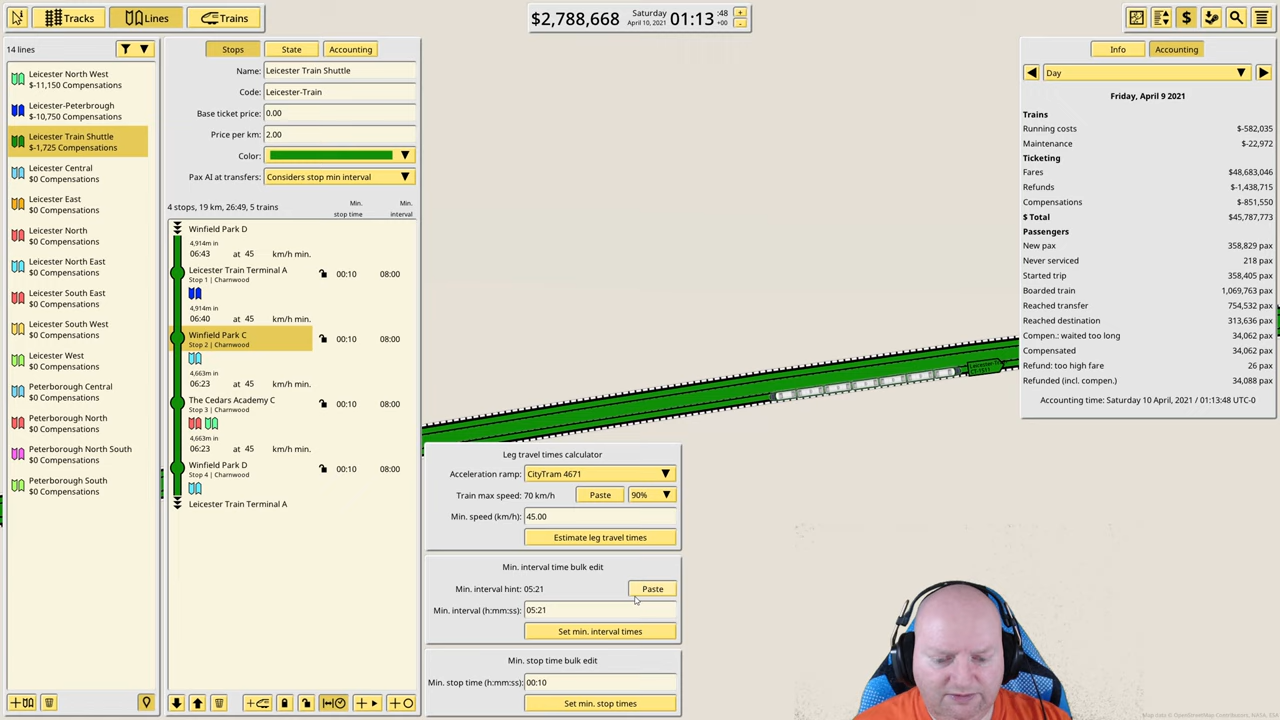 Tracks
Lines
Trains
$2,788,668
Saturday
April 10, 2021
01:13
:48
+00
+
-
$
14 lines
Leicester North West
$-11,150 Compensations
Leicester-Peterbrough
$-10,750 Compensations
Leicester Train Shuttle
$-1,725 Compensations
Leicester Central
$0 Compensations
Leicester East
$0 Compensations
Leicester North
$0 Compensations
Leicester North East
$0 Compensations
Leicester South East
$0 Compensations
Leicester South West
$0 Compensations
Leicester West
$0 Compensations
Peterborough Central
$0 Compensations
Peterborough North
$0 Compensations
Peterborough North South
$0 Compensations
Peterborough South
$0 Compensations
Stops
State
Accounting
Name: Leicester Train Shuttle
Code: Leicester-Train
Base ticket price: 0.00
Price per km: 2.00
Color:
Pax AI at transfers: Considers stop min interval
4 stops, 19 km, 26:49, 5 trains
Min. stop time
Min. interval
Winfield Park D
4,914m in
06:43 at 45 km/h min.
Leicester Train Terminal A 00:10 08:00
Stop 1 | Charnwood
4,914m in
06:40 at 45 km/h min.
Winfield Park C 00:10 08:00
Stop 2 | Charnwood
4,663m in
06:23 at 45 km/h min.
The Cedars Academy C 00:10 08:00
Stop 3 | Charnwood
4,663m in
06:23 at 45 km/h min.
Winfield Park D 00:10 08:00
Stop 4 | Charnwood
Leicester Train Terminal A
Leg travel times calculator
Acceleration ramp: CityTram 4671
Train max speed: 70 km/h Paste 90%
Min. speed (km/h): 45.00
Estimate leg travel times
Min. interval time bulk edit
Min. interval hint: 05:21 Paste
Min. interval (h:mm:ss): 05:21
Set min. interval times
Min. stop time bulk edit
Min. stop time (h:mm:ss): 00:10
Set min. stop times
Info
Accounting
Day
Friday, April 9 2021
Trains
Running costs $-582,035
Maintenance $-22,972
Ticketing
Fares $48,683,046
Refunds $-1,438,715
Compensations $-851,550
$ Total $45,787,773
Passengers
New pax 358,829 pax
Never serviced 218 pax
Started trip 358,405 pax
Boarded train 1,069,763 pax
Reached transfer 754,532 pax
Reached destination 313,636 pax
Compen.: waited too long 34,062 pax
Compensated 34,062 pax
Refund: too high fare 26 pax
Refunded (incl. compen.) 34,088 pax
Accounting time: Saturday 10 April, 2021 / 01:13:48 UTC-0